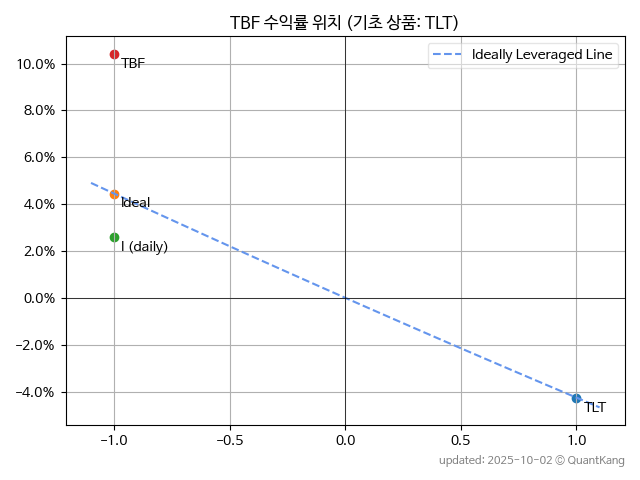 TBF 수익률 위치 (기초 상품: TLT)
Ideally Leveraged Line
10.0%
8.0%
6.0%
4.0%
2.0%
0.0%
−2.0%
−4.0%
TBF
Ideal
I (daily)
TLT
−1.0
−0.5
0.0
0.5
1.0
updated: 2025-10-02 © QuantKang